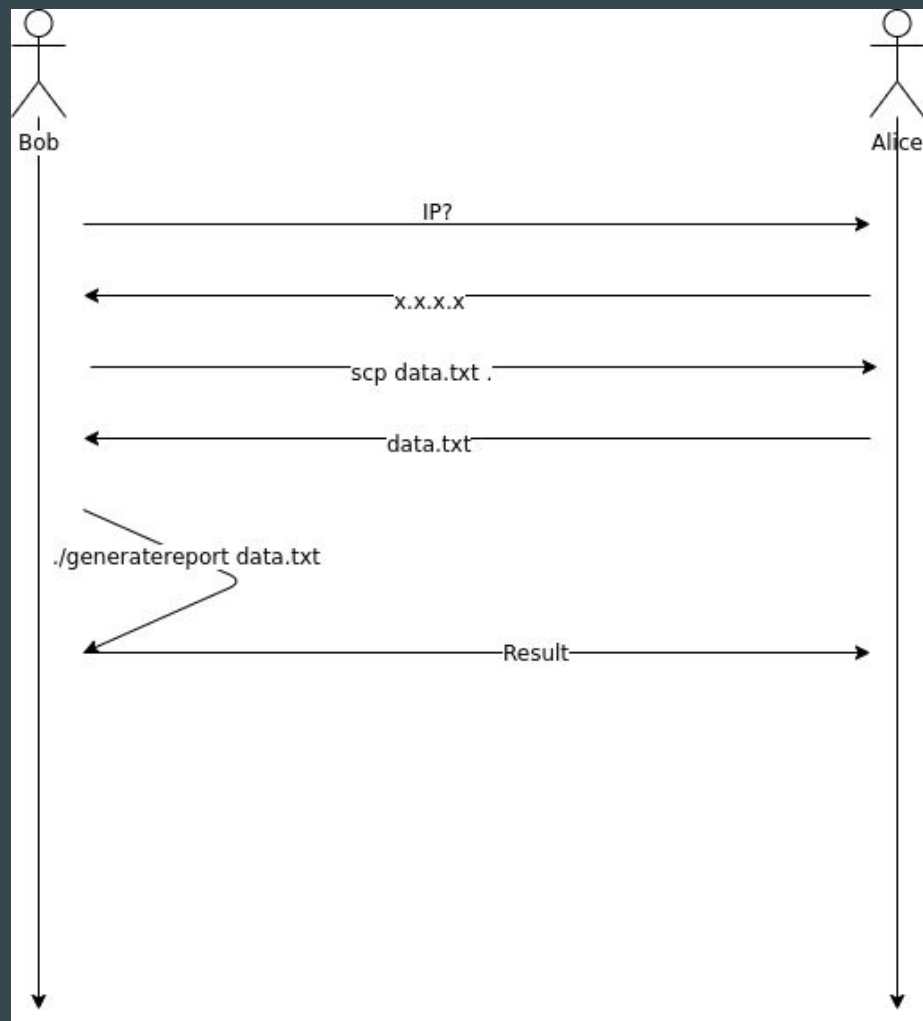 Bob
Alice
IP?
x.x.x.x
scp data.txt .
data.txt
./generatereport data.txt
Result